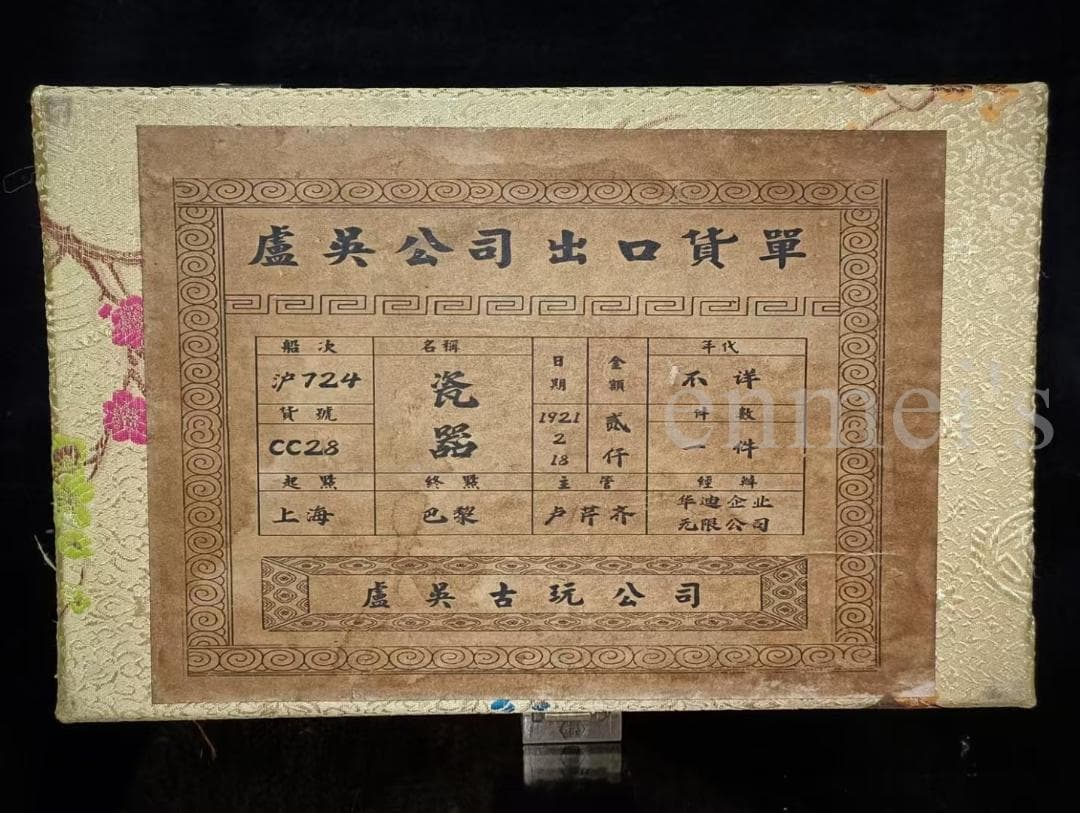 盧吳公司出口貨單
船次 名稱 日期 金額 年代
沪724 瓷器 1921 2 18 贰仟 不详
貨號 件數
CC28 一件
起點 終點 主管 經辦
上海 巴黎 卢芹齐 华迪企业无限公司
盧吳古玩公司
enmei's